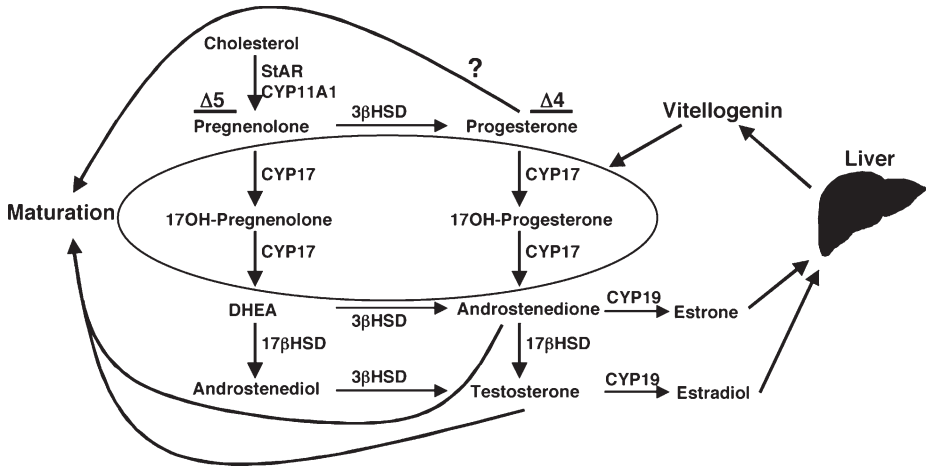 Cholesterol
StAR
CYP11A1
?
Δ5
Δ4
Pregnenolone
3βHSD
Progesterone
Vitellogenin
Liver
CYP17
CYP17
Maturation
17OH-Pregnenolone
17OH-Progesterone
CYP17
CYP17
DHEA
3βHSD
Androstenedione
CYP19
Estrone
17βHSD
17βHSD
Androstenediol
3βHSD
Testosterone
CYP19
Estradiol